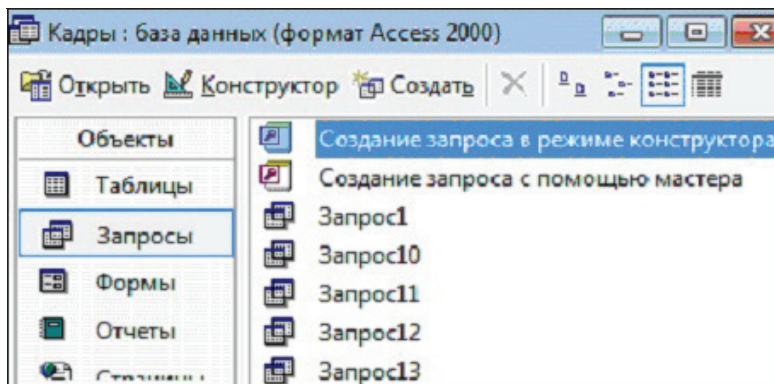 Кадры : база данных (формат Access 2000)
Открыть Конструктор Создать
Объекты
Таблицы
Запросы
Формы
Отчеты
Страницы
Создание запроса в режиме конструктора
Создание запроса с помощью мастера
Запрос1
Запрос10
Запрос11
Запрос12
Запрос13